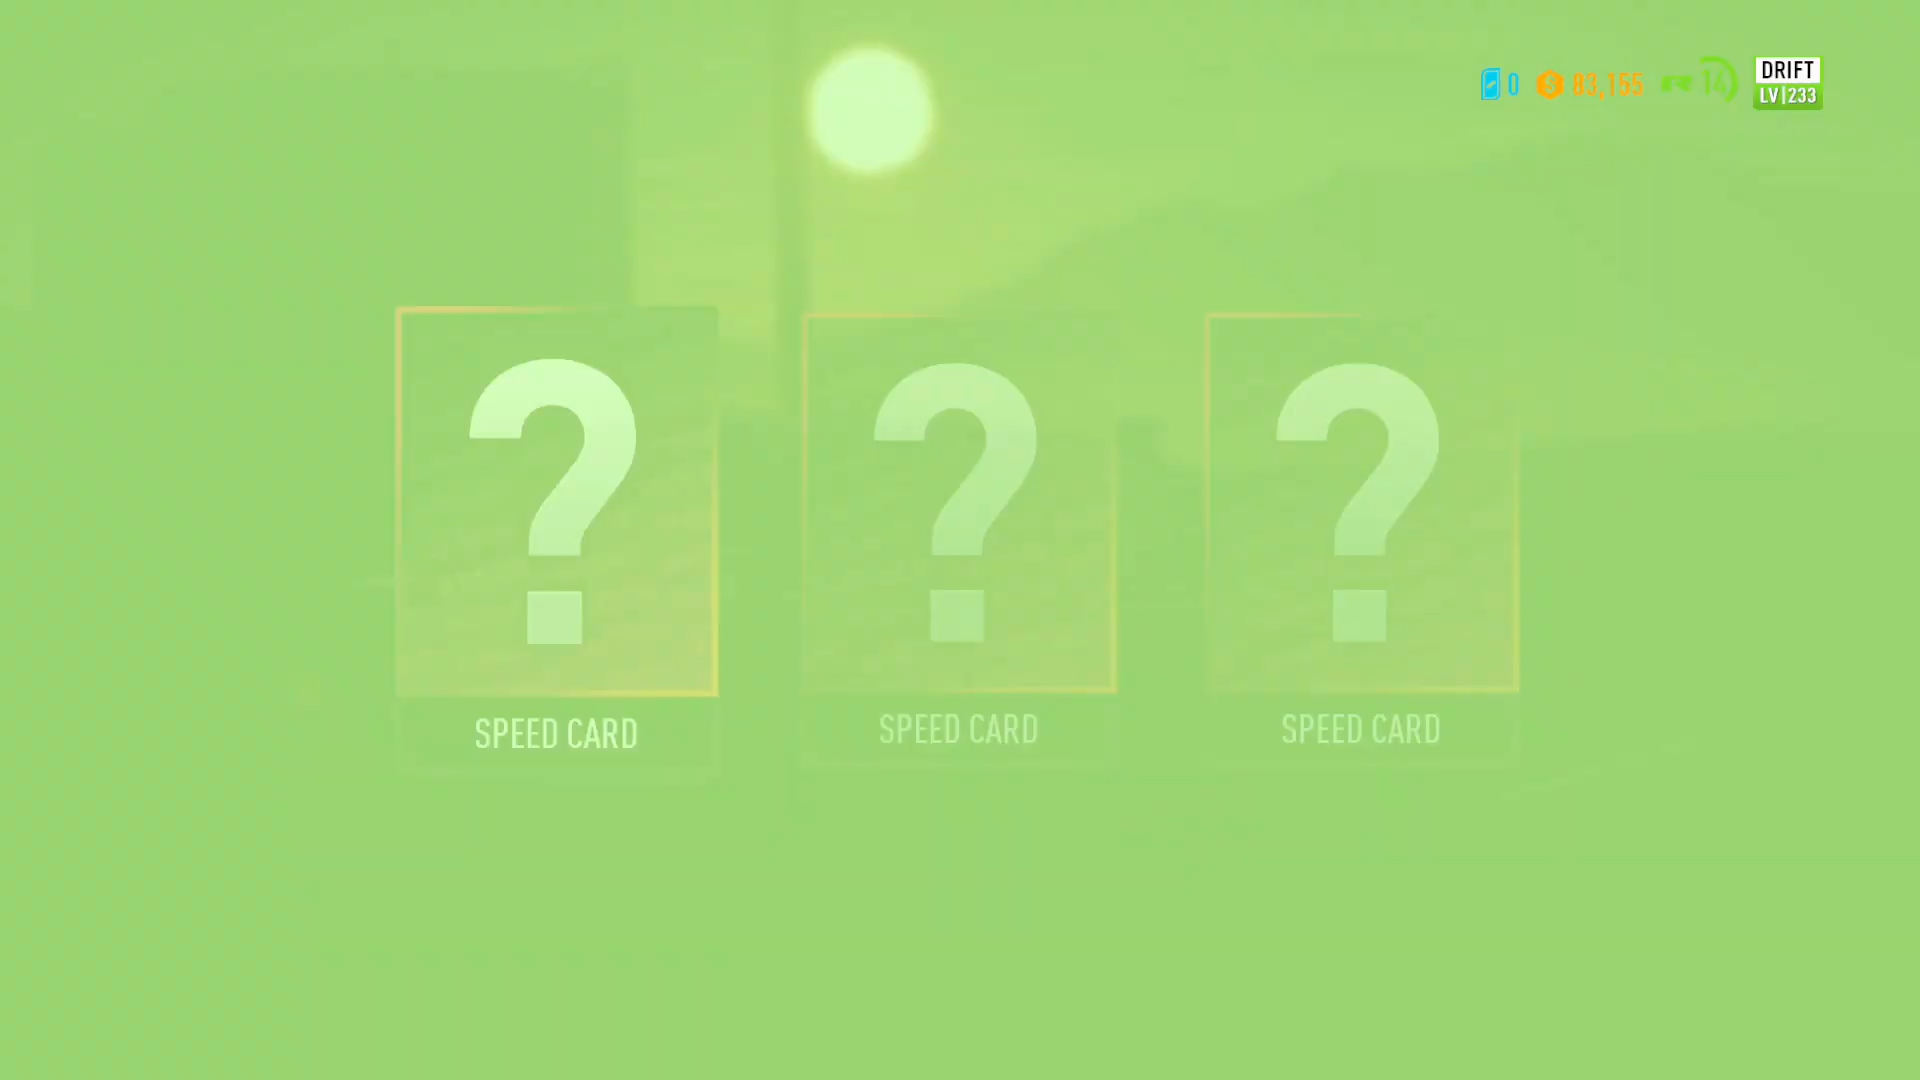 0 83,155 14 DRIFT
LV|233
? ? ?
SPEED CARD SPEED CARD SPEED CARD